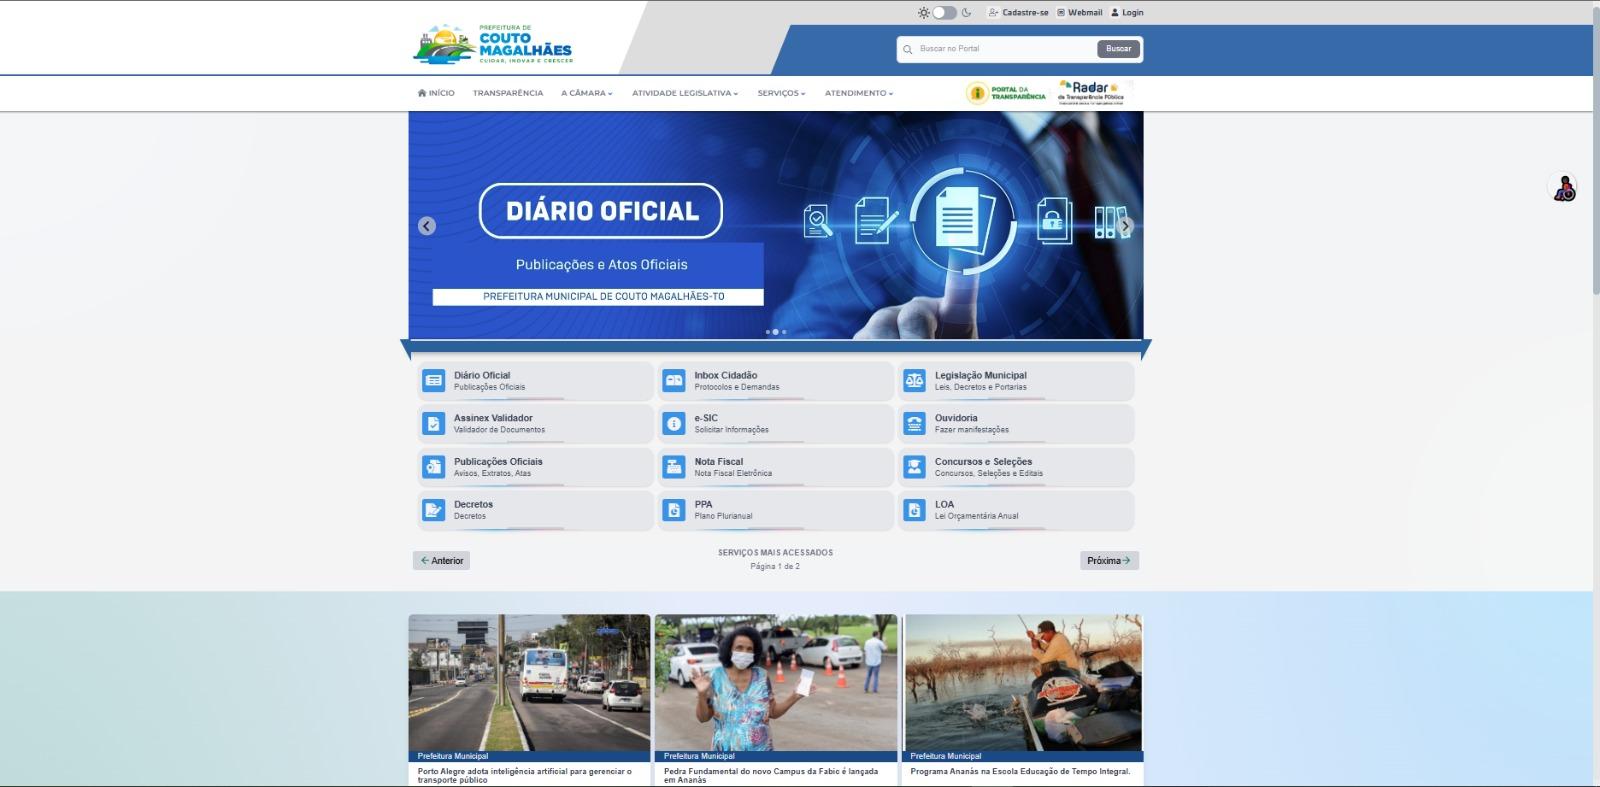 Cadastre-se Webmail Login
PREFEITURA DE
COUTO
MAGALHÃES
CUIDAR, INOVAR E CRESCER
Buscar no Portal
Buscar
INÍCIO TRANSPARÊNCIA A CÂMARA ATIVIDADE LEGISLATIVA SERVIÇOS ATENDIMENTO
PORTAL DA
TRANSPARÊNCIA
Radar
da Transparência Pública
DIÁRIO OFICIAL
Publicações e Atos Oficiais
PREFEITURA MUNICIPAL DE COUTO MAGALHÃES-TO
Diário Oficial
Publicações Oficiais
Inbox Cidadão
Protocolos e Demandas
Legislação Municipal
Leis, Decretos e Portarias
Assinex Validador
Validador de Documentos
e-SIC
Solicitar Informações
Ouvidoria
Fazer manifestações
Publicações Oficiais
Avisos, Extratos, Atas
Nota Fiscal
Nota Fiscal Eletrônica
Concursos e Seleções
Concursos, Seleções e Editais
Decretos
Decretos
PPA
Plano Plurianual
LOA
Lei Orçamentária Anual
Anterior
SERVIÇOS MAIS ACESSADOS
Página 1 de 2
Próxima
Prefeitura Municipal
Porto Alegre adota inteligência artificial para gerenciar o
transporte público
Prefeitura Municipal
Pedra Fundamental do novo Campus da Fabic é lançada
em Ananás
Prefeitura Municipal
Programa Ananás na Escola Educação de Tempo Integral.